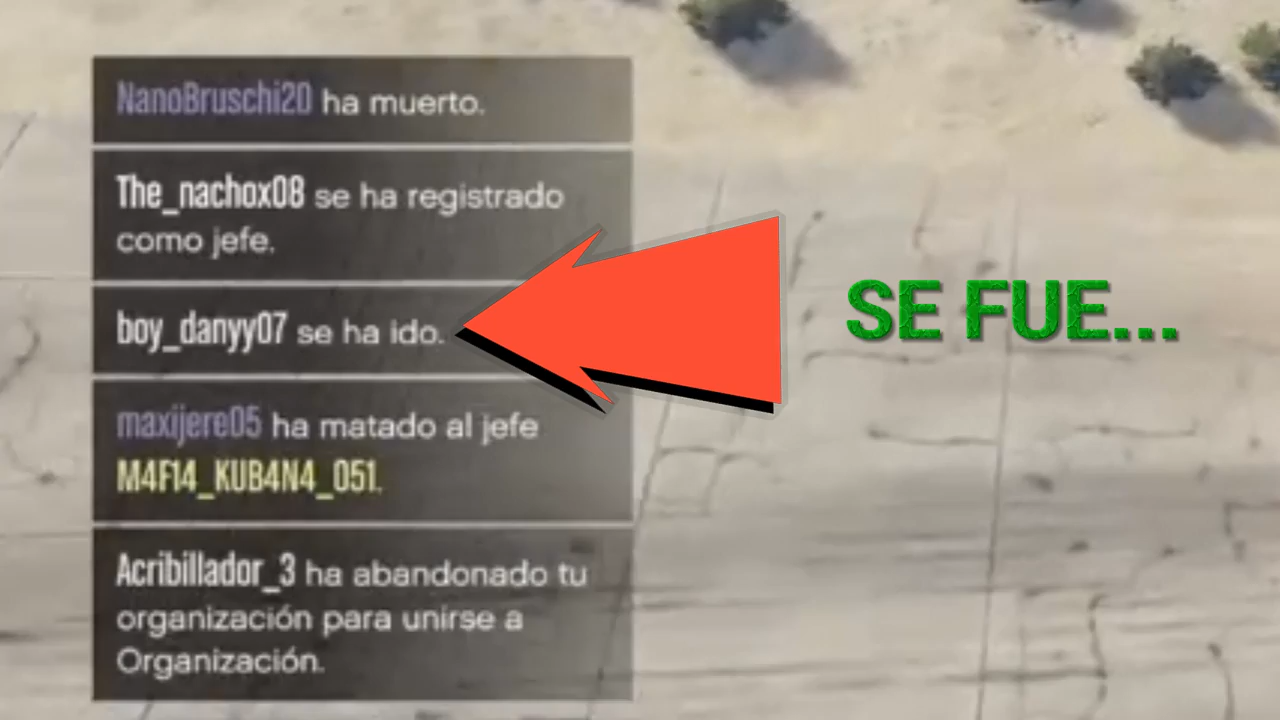 NanoBruschi20 ha muerto.
The_nachox08 se ha registrado
como jefe.
boy_danyy07 se ha ido.
SE FUE...
maxijere05 ha matado al jefe
M4F14_KUB4N4_051.
Acribillador_3 ha abandonado tu
organización para unirse a
Organización.